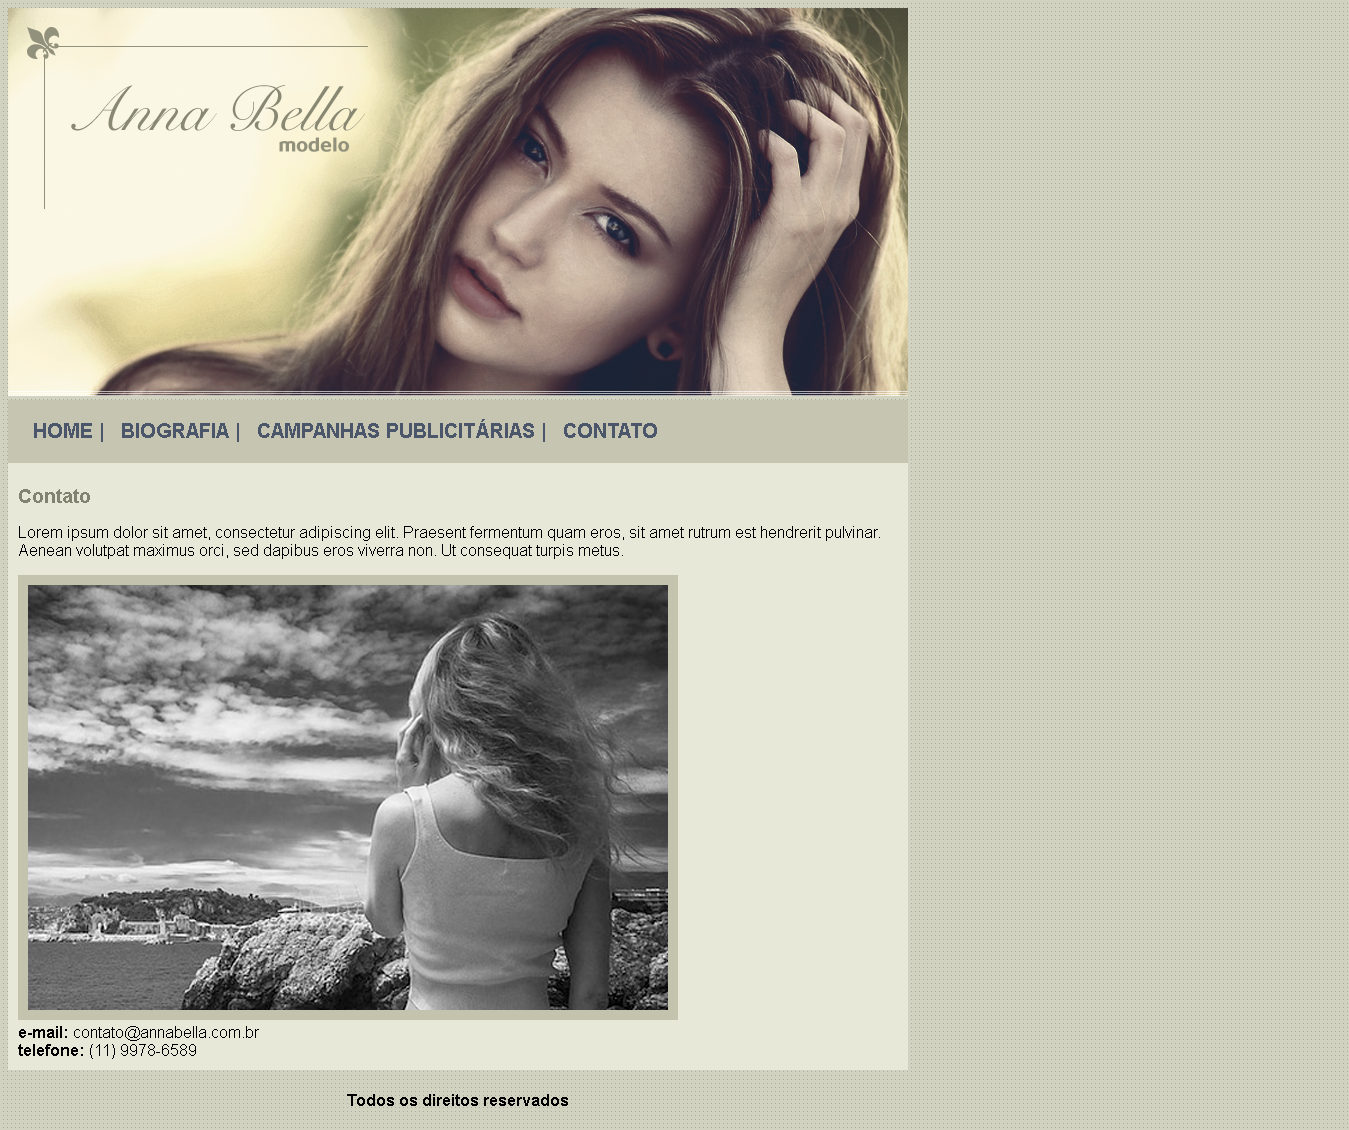 Anna Bella
modelo
HOME | BIOGRAFIA | CAMPANHAS PUBLICITÁRIAS | CONTATO
Contato
Lorem ipsum dolor sit amet, consectetur adipiscing elit. Praesent fermentum quam eros, sit amet rutrum est hendrerit pulvinar.
Aenean volutpat maximus orci, sed dapibus eros viverra non. Ut consequat turpis metus.
e-mail: contato@annabella.com.br
telefone: (11) 9978-6589
Todos os direitos reservados